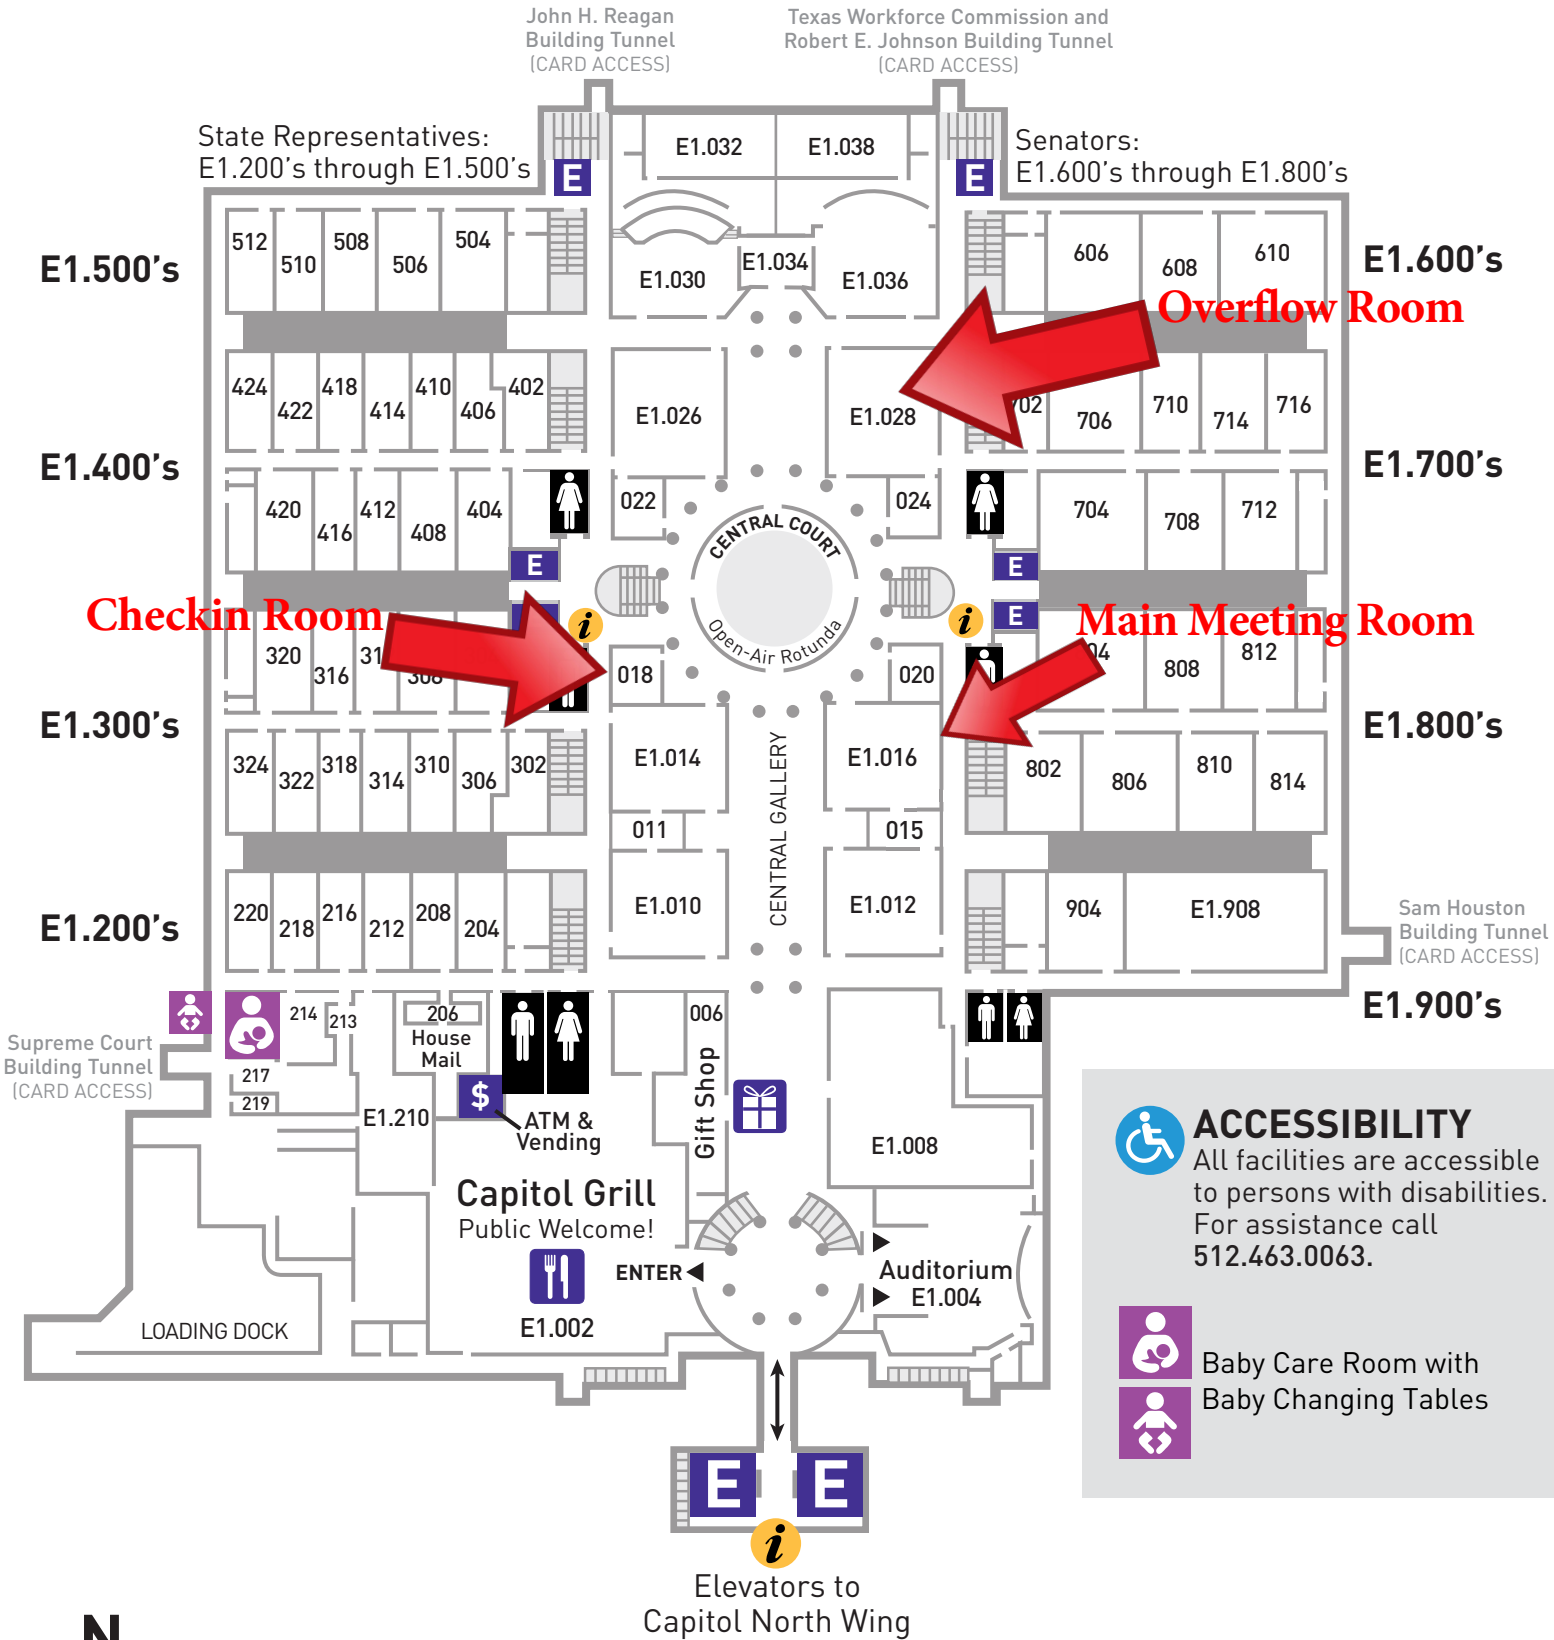 John H. Reagan
Building Tunnel
(CARD ACCESS)
Texas Workforce Commission and
Robert E. Johnson Building Tunnel
(CARD ACCESS)
State Representatives:
E1.200's through E1.500's
Senators:
E1.600's through E1.800's
E
E
E1.032
E1.038
E1.030
E1.034
E1.036
E1.500's
512
510
508
506
504
606
608
610
E1.600's
Overflow Room
424
422
418
414
410
406
402
E1.026
E1.028
702
706
710
714
716
E1.400's
E1.700's
420
416
412
408
404
022
024
704
708
712
CENTRAL COURT
Open-Air Rotunda
E
E
E
Checkin Room
i
i
Main Meeting Room
320
316
018
020
808
812
E1.300's
E1.800's
324
322
318
314
310
306
302
E1.014
E1.016
802
806
810
814
011
015
CENTRAL GALLERY
E1.200's
220
218
216
212
208
204
E1.010
E1.012
904
E1.908
Sam Houston
Building Tunnel
(CARD ACCESS)
E1.900's
Supreme Court
Building Tunnel
(CARD ACCESS)
214
213
206
House
Mail
217
219
E1.210
$
ATM &
Vending
006
Gift Shop
E1.008
Capitol Grill
Public Welcome!
ENTER
E1.002
Auditorium
E1.004
LOADING DOCK
ACCESSIBILITY
All facilities are accessible
to persons with disabilities.
For assistance call
512.463.0063.
Baby Care Room with
Baby Changing Tables
E
E
i
Elevators to
Capitol North Wing
N